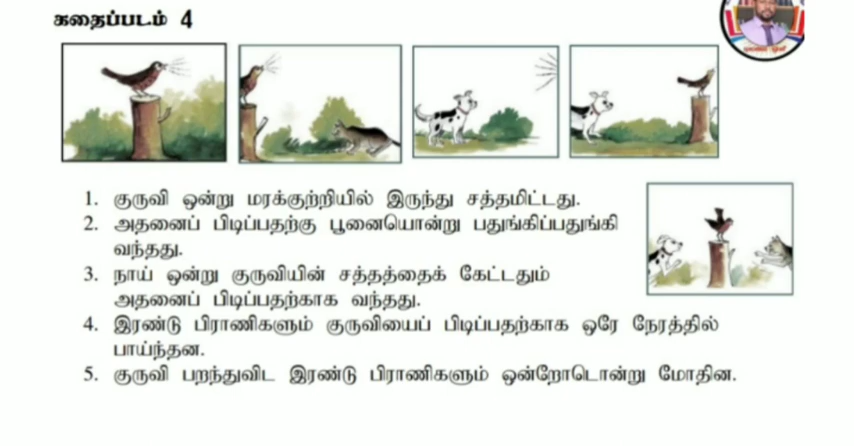 கதைப்படம் 4
1. குருவி ஒன்று மரக்குற்றியில் இருந்து சத்தமிட்டது.
2. அதனைப் பிடிப்பதற்கு பூனையொன்று பதுங்கிப்பதுங்கி
வந்தது.
3. நாய் ஒன்று குருவியின் சத்தத்தைக் கேட்டதும்
அதனைப் பிடிப்பதற்காக வந்தது.
4. இரண்டு பிராணிகளும் குருவியைப் பிடிப்பதற்காக ஒரே நேரத்தில்
பாய்ந்தன.
5. குருவி பறந்துவிட இரண்டு பிராணிகளும் ஒன்றோடொன்று மோதின.